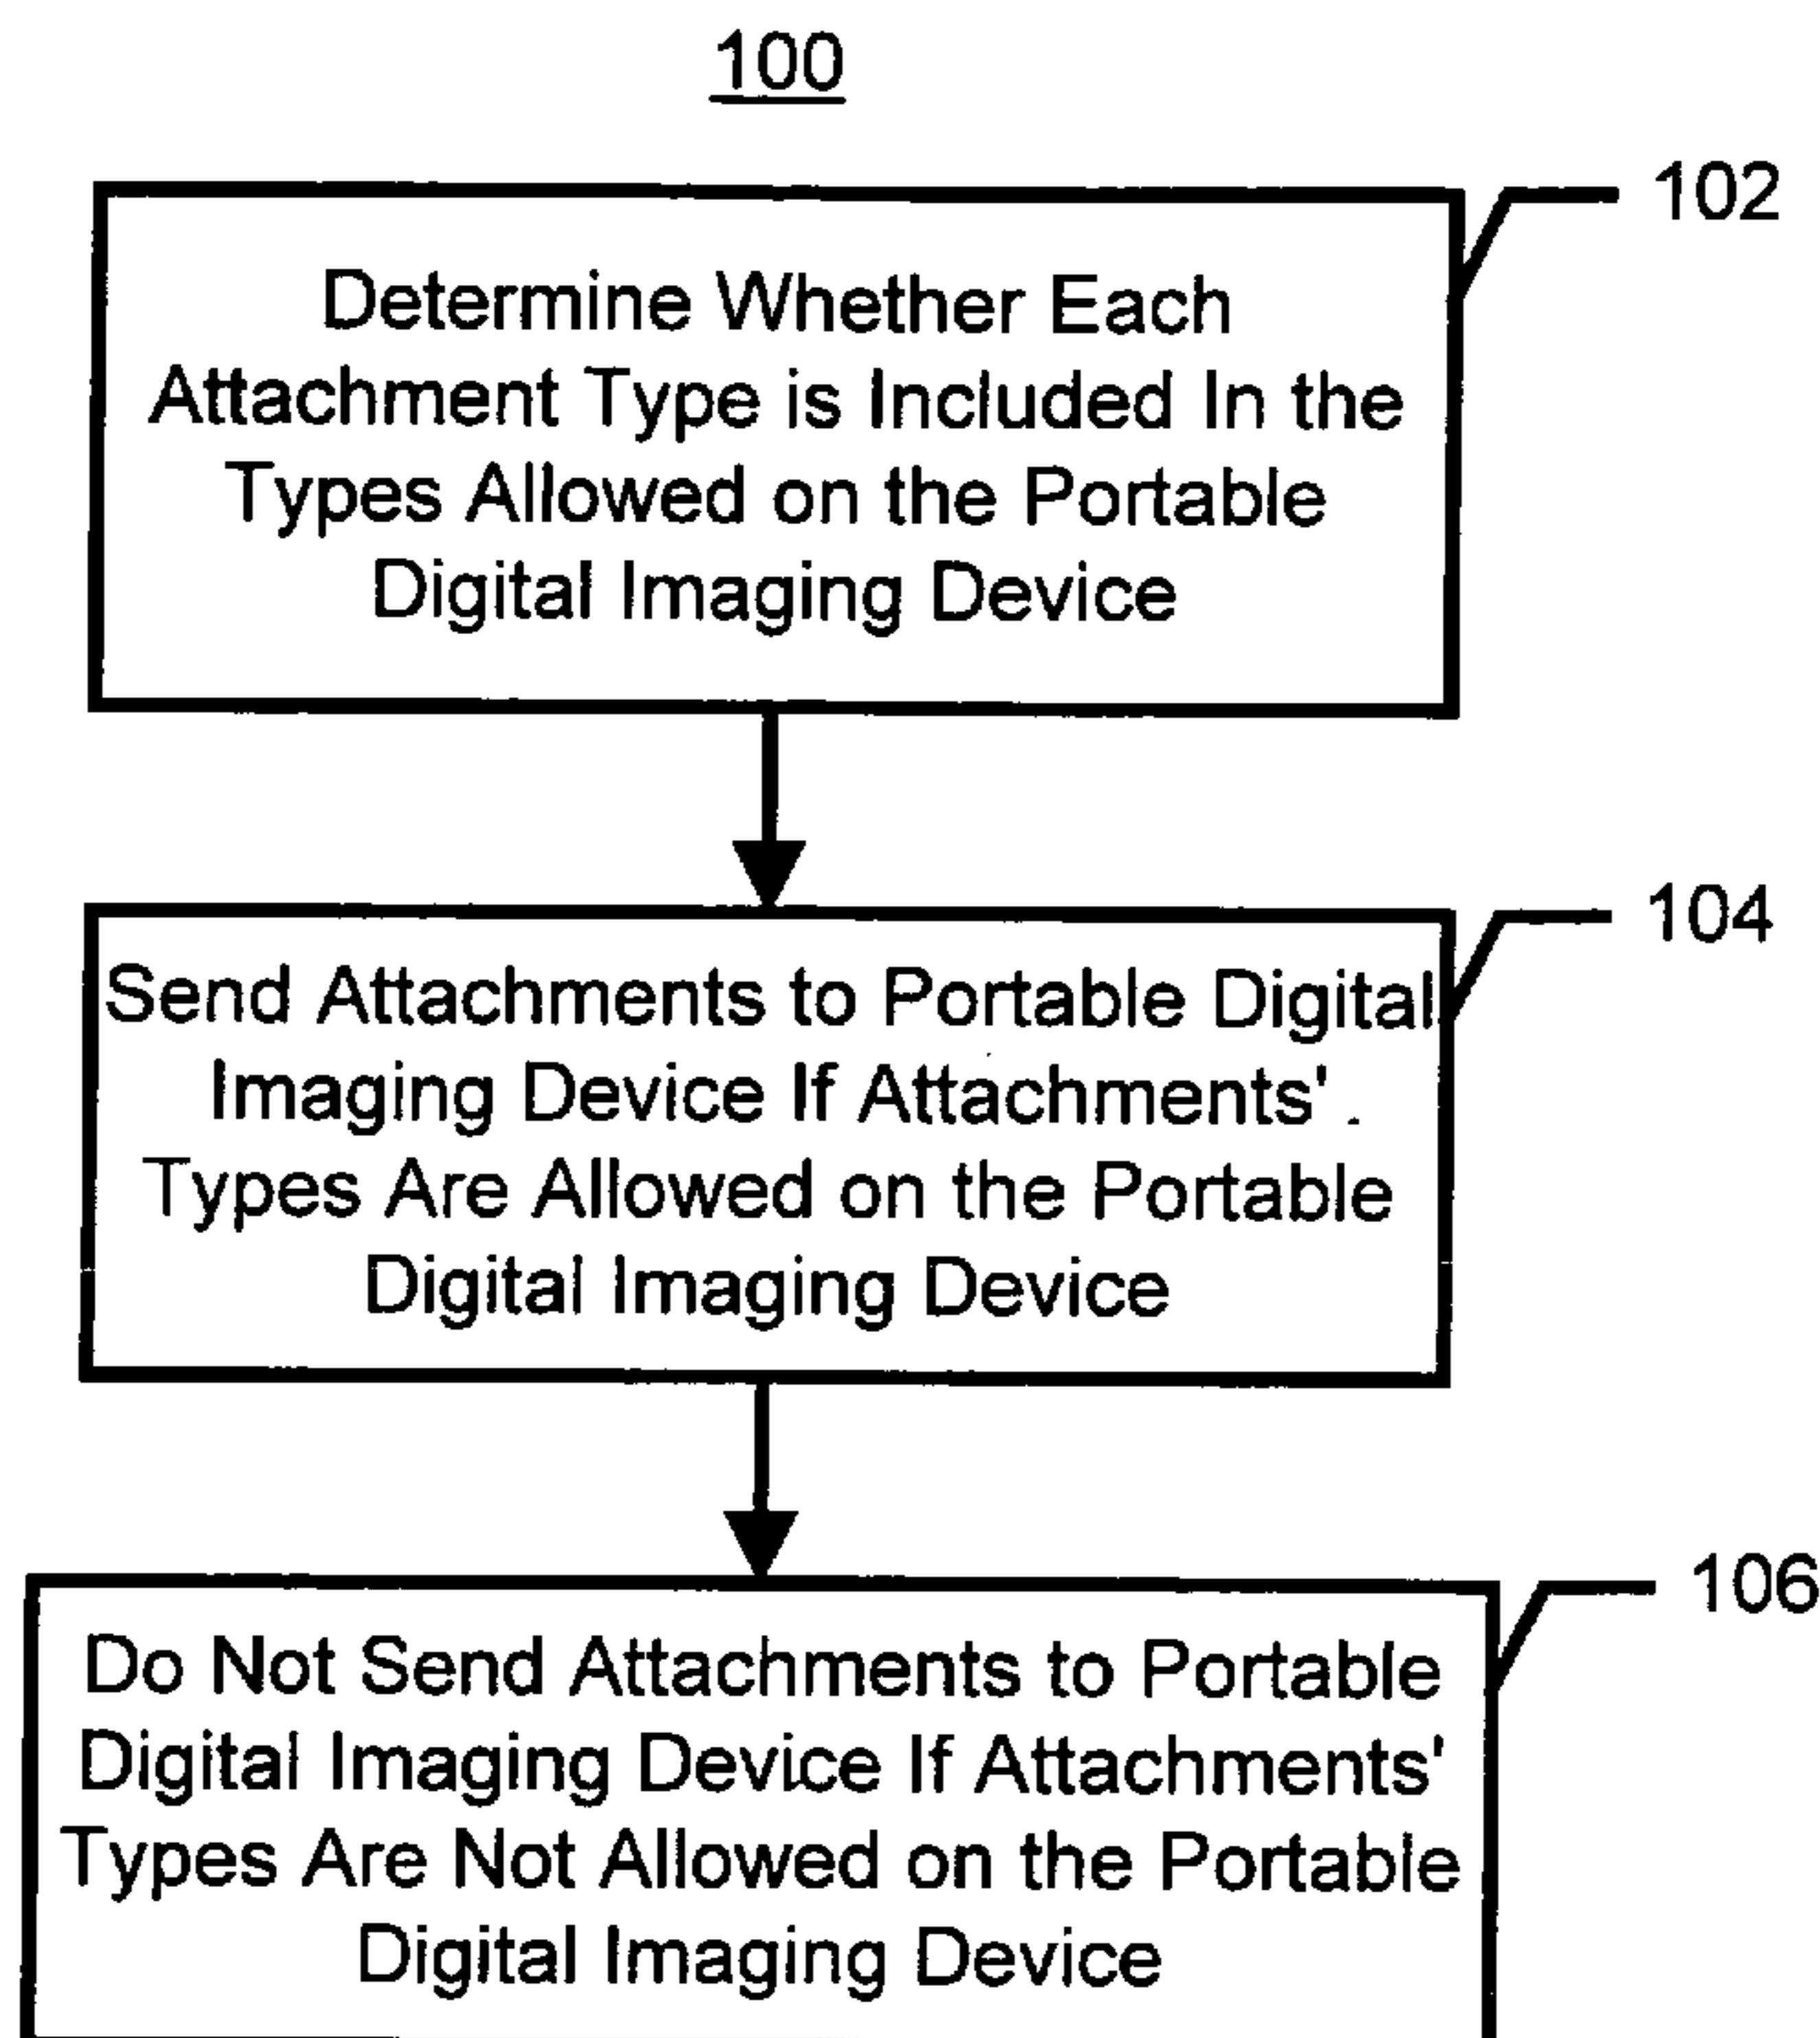 100
102
Determine Whether Each
Attachment Type is Included In the
Types Allowed on the Portable
Digital Imaging Device
104
Send Attachments to Portable Digital
Imaging Device If Attachments'
Types Are Allowed on the Portable
Digital Imaging Device
106
Do Not Send Attachments to Portable
Digital Imaging Device If Attachments'
Types Are Not Allowed on the Portable
Digital Imaging Device